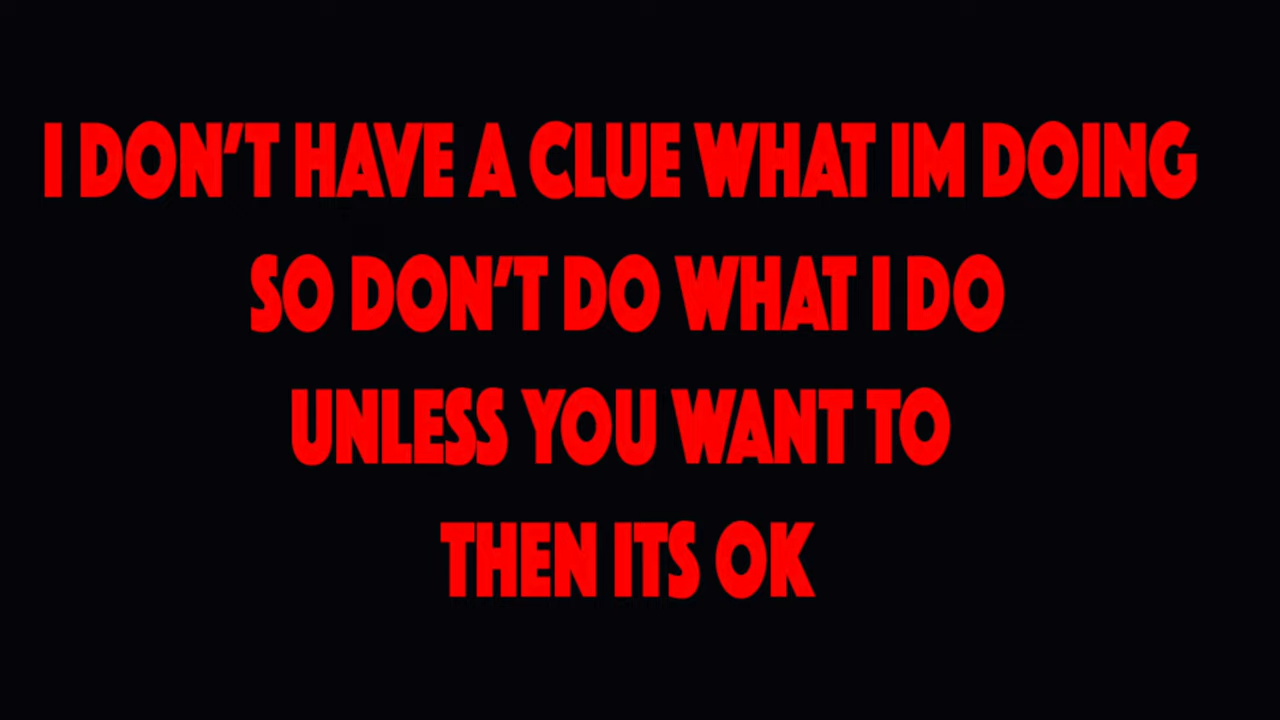 I DON'T HAVE A CLUE WHAT IM DOING
SO DON'T DO WHAT I DO
UNLESS YOU WANT TO
THEN ITS OK